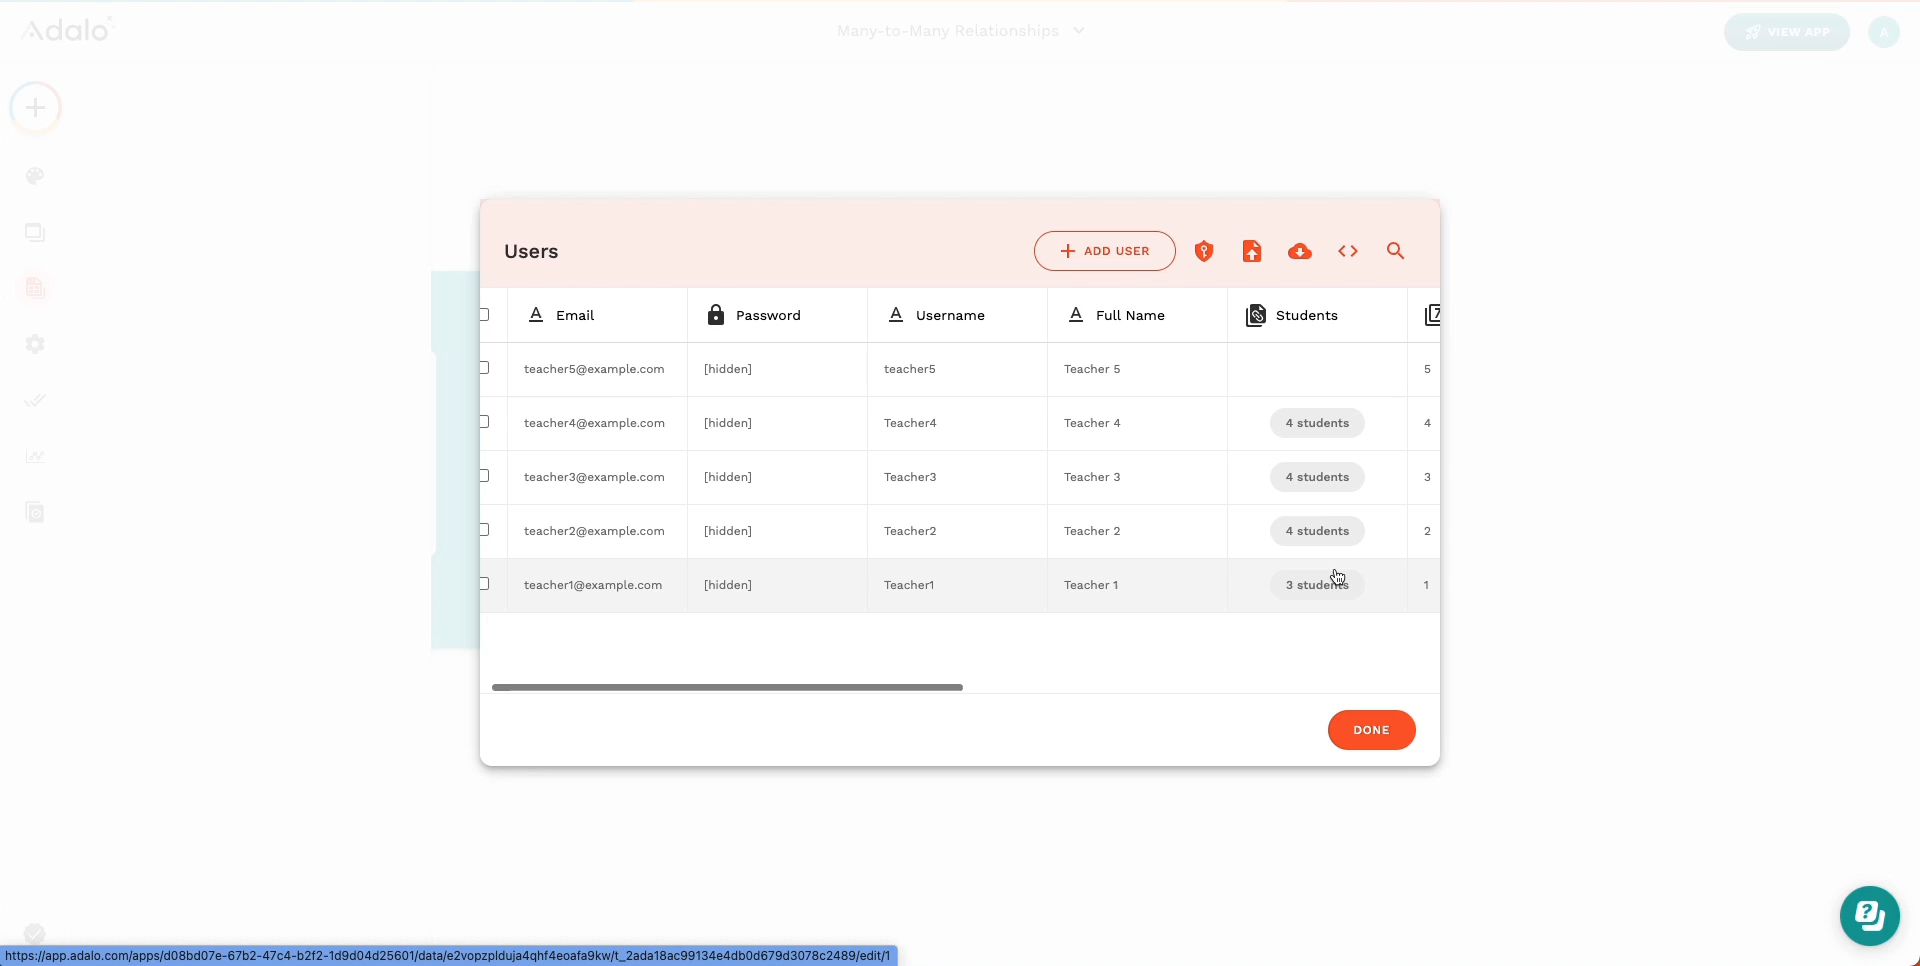 Adalo
Many-to-Many Relationships
VIEW APP
A
Users
ADD USER
Email Password Username Full Name Students
teacher5@example.com [hidden] teacher5 Teacher 5 5
teacher4@example.com [hidden] Teacher4 Teacher 4 4 students 4
teacher3@example.com [hidden] Teacher3 Teacher 3 4 students 3
teacher2@example.com [hidden] Teacher2 Teacher 2 4 students 2
teacher1@example.com [hidden] Teacher1 Teacher 1 3 students 1
DONE
https://app.adalo.com/apps/d08bd07e-67b2-47c4-b2f2-1d9d04d25601/data/e2vopzplduja4qhf4eoafa9kw/t_2ada18ac99134e4db0d679d3078c2489/edit/1